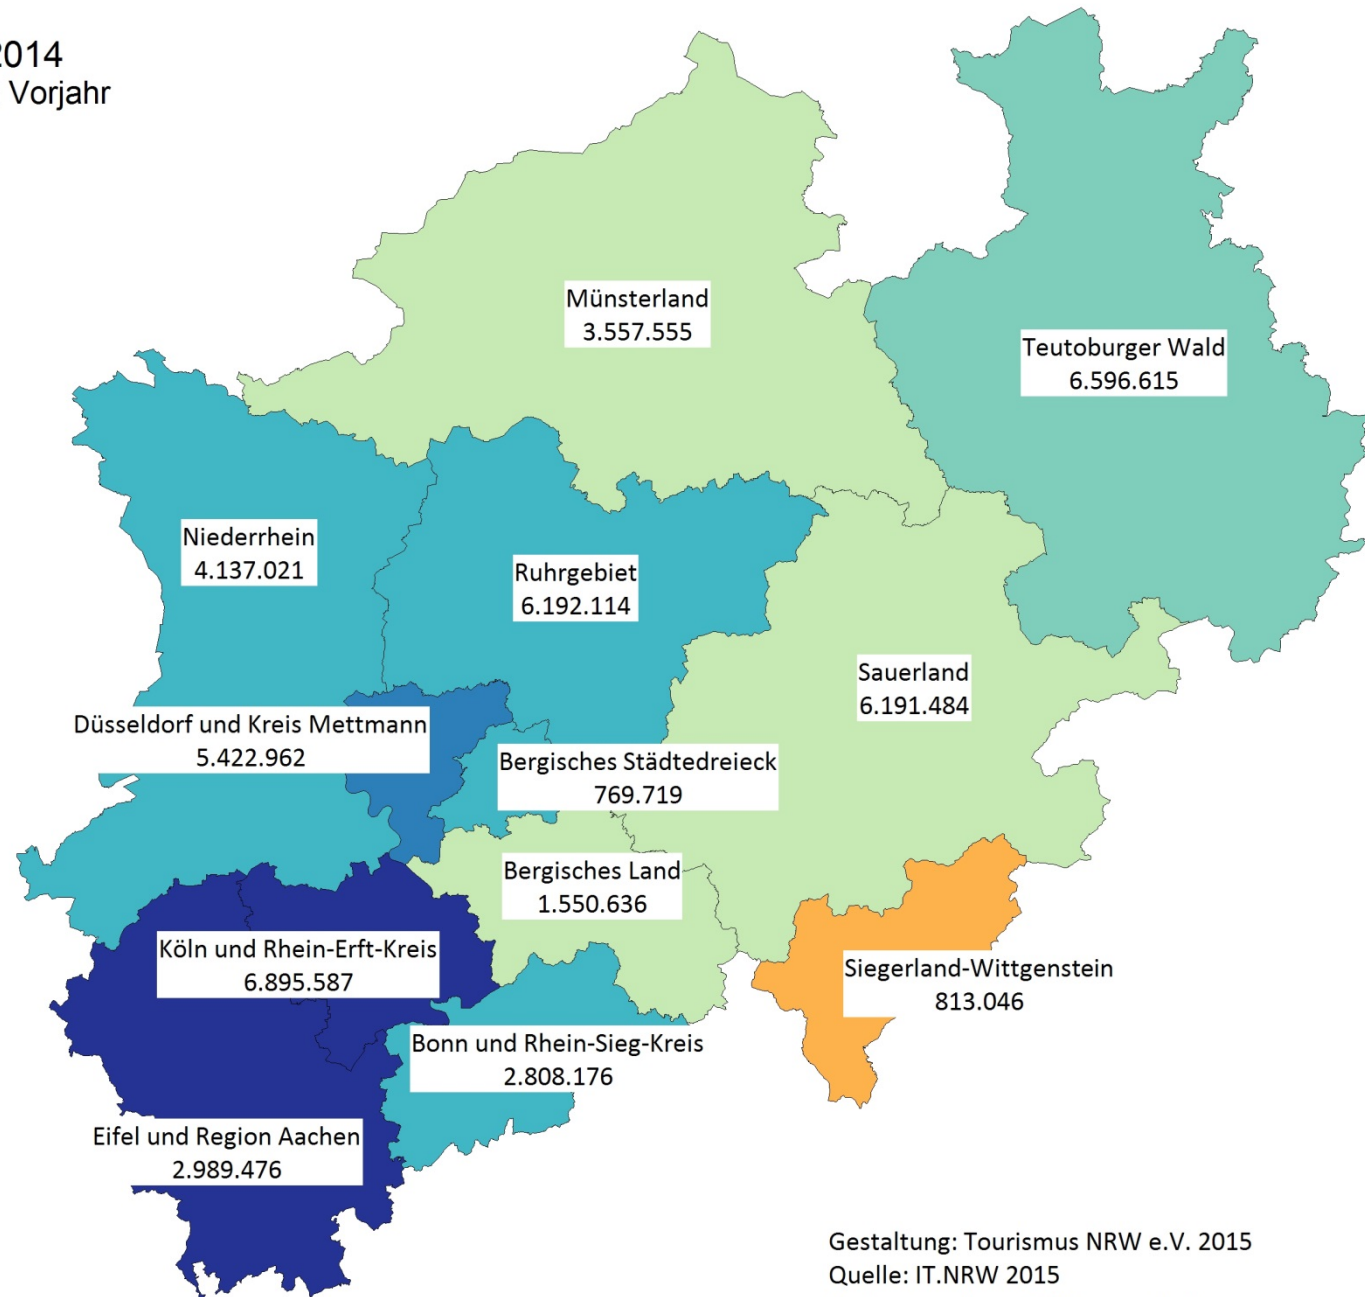 2014
Vorjahr
Münsterland
3.557.555
Teutoburger Wald
6.596.615
Niederrhein
4.137.021
Ruhrgebiet
6.192.114
Sauerland
6.191.484
Düsseldorf und Kreis Mettmann
5.422.962
Bergisches Städtedreieck
769.719
Bergisches Land
1.550.636
Köln und Rhein-Erft-Kreis
6.895.587
Siegerland-Wittgenstein
813.046
Bonn und Rhein-Sieg-Kreis
2.808.176
Eifel und Region Aachen
2.989.476
Gestaltung: Tourismus NRW e.V. 2015
Quelle: IT.NRW 2015